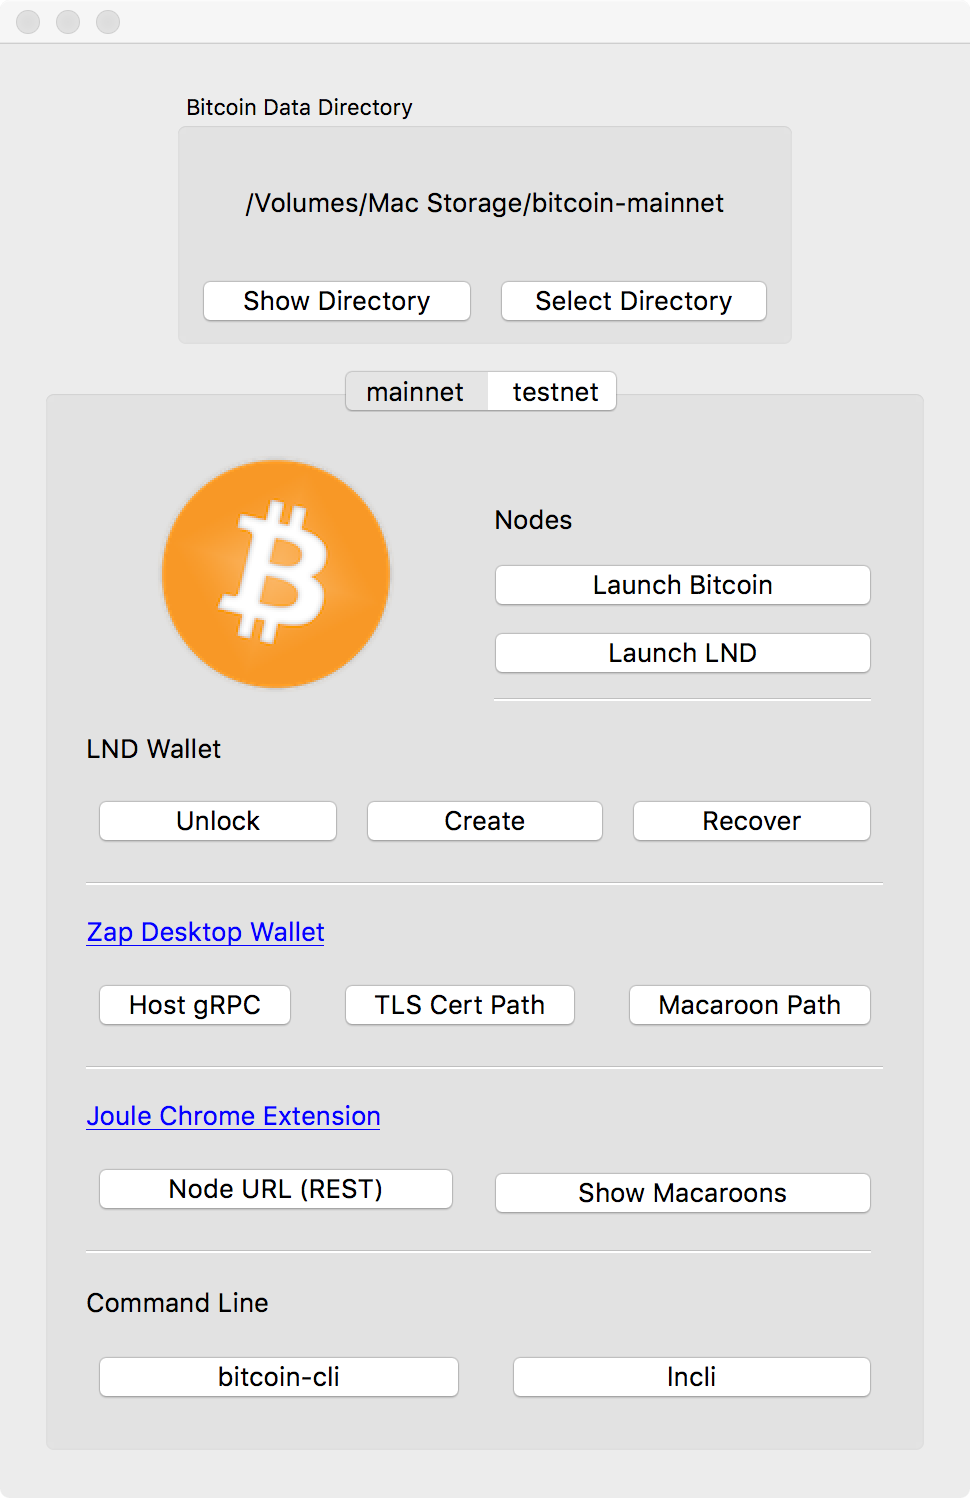 Bitcoin Data Directory
/Volumes/Mac Storage/bitcoin-mainnet
Show Directory Select Directory
mainnet testnet
Nodes
Launch Bitcoin
Launch LND
LND Wallet
Unlock Create Recover
Zap Desktop Wallet
Host gRPC TLS Cert Path Macaroon Path
Joule Chrome Extension
Node URL (REST) Show Macaroons
Command Line
bitcoin-cli lncli